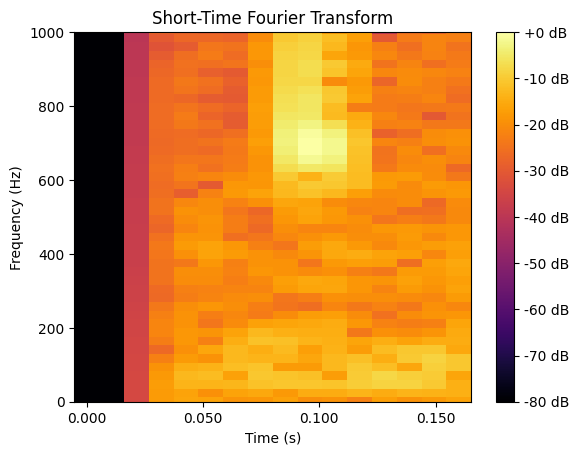 Short-Time Fourier Transform
1000
800
600
400
200
0
Frequency (Hz)
0.000
0.050
0.100
0.150
Time (s)
+0 dB
-10 dB
-20 dB
-30 dB
-40 dB
-50 dB
-60 dB
-70 dB
-80 dB